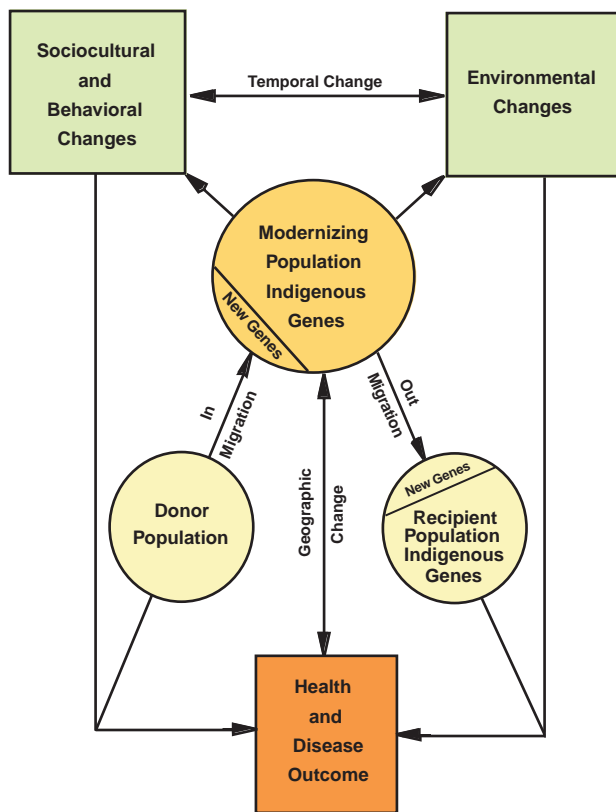 Sociocultural
and
Behavioral
Changes
Temporal Change
Environmental
Changes
Modernizing
Population
Indigenous
Genes
New Genes
In
Migration
Out
Migration
Donor
Population
Geographic
Change
New Genes
Recipient
Population
Indigenous
Genes
Health
and
Disease
Outcome